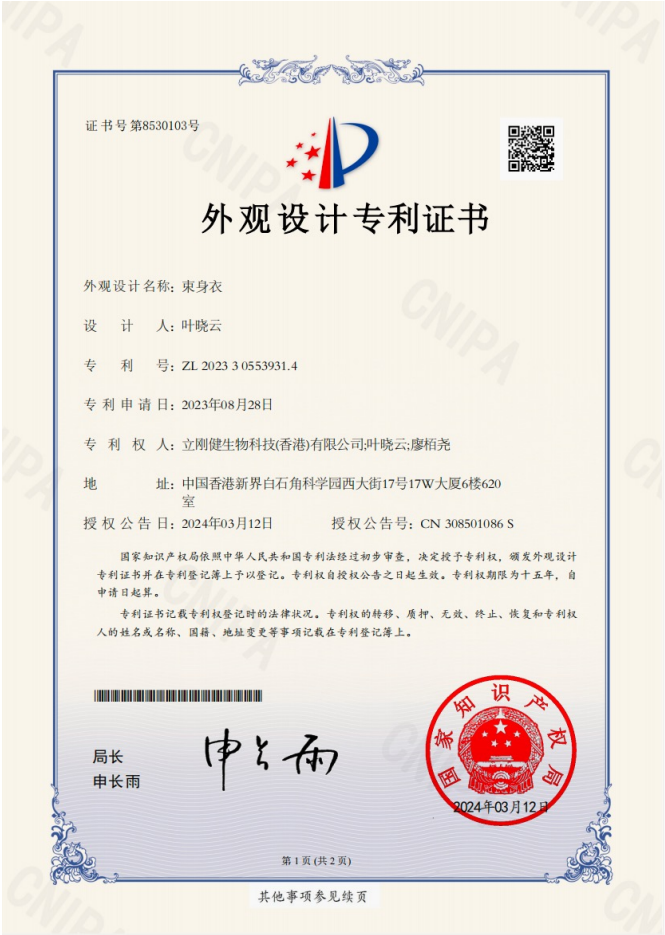 证书号第8530103号
外观设计专利证书
外观设计名称：束身衣
设计人：叶晓云
专利号：ZL 2023 3 0553931.4
专利申请日：2023年08月28日
专利权人：立刚健生物科技(香港)有限公司;叶晓云;廖栢尧
地址：中国香港新界白石角科学园西大街17号17W大厦6楼620
室
授权公告日：2024年03月12日 授权公告号：CN 308501086 S
国家知识产权局依照中华人民共和国专利法经过初步审查，决定授予专利权，颁发外观设计
专利证书并在专利登记簿上予以登记。专利权自授权公告之日起生效。专利权期限为十五年，自
申请日起算。
专利证书记载专利权登记时的法律状况。专利权的转移、质押、无效、终止、恢复和专利权
人的姓名或名称、国籍、地址变更等事项记载在专利登记簿上。
局长
申长雨
申长雨
国家知识产权局
2024年03月12日
第 1 页 (共 2 页)
其他事项参见续页
CNIPA
CNIPA
CNIPA
CNIPA
CNIPA
CNIPA
CNIPA